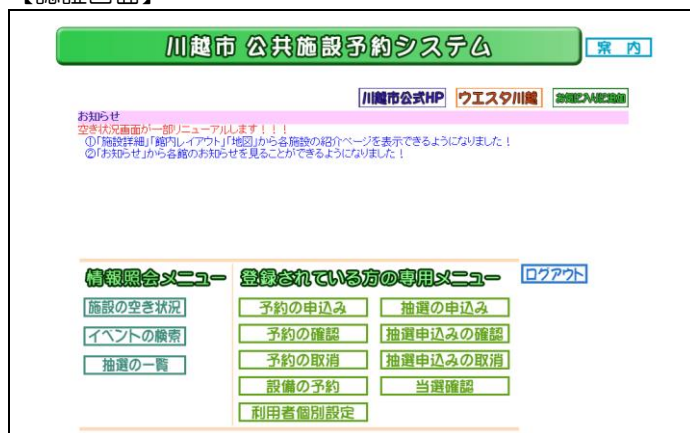 【認証画面】
川越市 公共施設予約システム
案 内
川越市公式HP ウエスタ川越 お気に入りに追加
お知らせ
空き状況画面が一部リニューアルします！！！
①「施設詳細」「館内レイアウト」「地図」から各施設の紹介ページを表示できるようになりました！
②「お知らせ」から各館のお知らせを見ることができるようになりました！
情報照会メニュー 登録されている方の専用メニュー ログアウト
施設の空き状況 予約の申込み 抽選の申込み
イベントの検索 予約の確認 抽選申込みの確認
抽選の一覧 予約の取消 抽選申込みの取消
設備の予約 当選確認
利用者個別設定